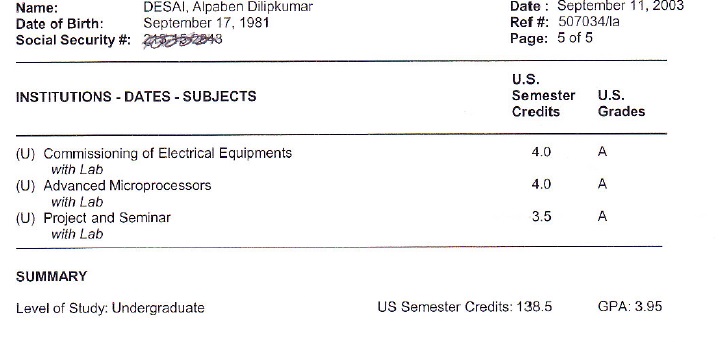 Name: DESAI, Alpaben Dilipkumar Date : September 11, 2003
Date of Birth: September 17, 1981 Ref #: 507034/la
Social Security #: Page: 5 of 5
U.S.
INSTITUTIONS - DATES - SUBJECTS Semester U.S.
Credits Grades
(U) Commissioning of Electrical Equipments 4.0 A
with Lab
(U) Advanced Microprocessors 4.0 A
with Lab
(U) Project and Seminar 3.5 A
with Lab
SUMMARY
Level of Study: Undergraduate US Semester Credits: 138.5 GPA: 3.95